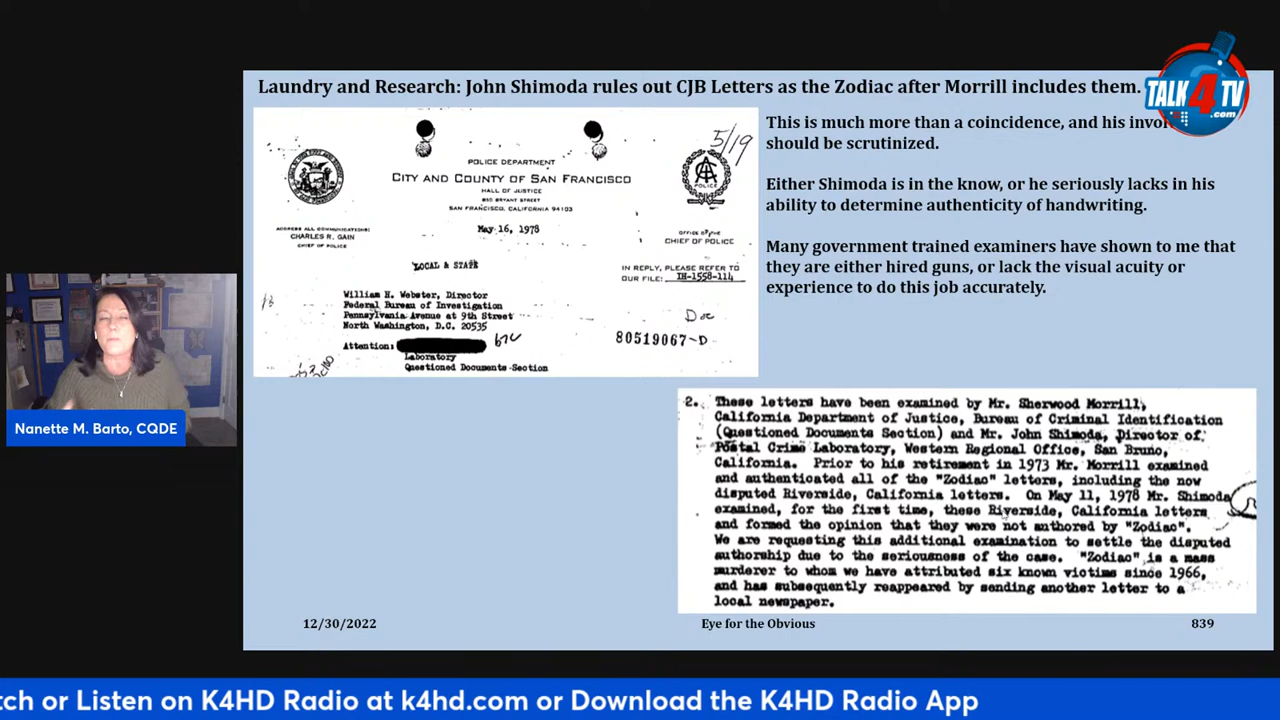 Laundry and Research: John Shimoda rules out CJB Letters as the Zodiac after Morrill includes them.
TALK 4 TV
.com
This is much more than a coincidence, and his
should be scrutinized.
Either Shimoda is in the know, or he seriously lacks in his
ability to determine authenticity of handwriting.
Many government trained examiners have shown to me that
they are either hired guns, or lack the visual acuity or
experience to do this job accurately.
5/19
POLICE DEPARTMENT
CITY AND COUNTY OF SAN FRANCISCO
HALL OF JUSTICE
850 BRYANT STREET
SAN FRANCISCO, CALIFORNIA 94103
POLICE
ADDRESS ALL COMMUNICATIONS:
CHARLES R. GAIN
CHIEF OF POLICE
May 16, 1978
OFFICE OF THE
CHIEF OF POLICE
LOCAL & STATE
IN REPLY, PLEASE REFER TO
OUR FILE: IH-1558-114
William H. Webster, Director
Federal Bureau of Investigation
Pennsylvania Avenue at 9th Street
North Washington, D.C. 20535
Doc
80519067-D
Attention:
Laboratory
Questioned Documents Section
2. These letters have been examined by Mr. Sherwood Morrill,
California Department of Justice, Bureau of Criminal Identification
(Questioned Documents Section) and Mr. John Shimoda, Director of
Postal Crime Laboratory, Western Regional Office, San Bruno,
California. Prior to his retirement in 1973 Mr. Morrill examined
and authenticated all of the "Zodiac" letters, including the now
disputed Riverside, California letters. On May 11, 1978 Mr. Shimoda
examined, for the first time, these Riverside, California letters
and formed the opinion that they were not authored by "Zodiac".
We are requesting this additional examination to settle the disputed
authorship due to the seriousness of the case. "Zodiac" is a mass
murderer to whom we have attributed six known victims since 1966,
and has subsequently reappeared by sending another letter to a
local newspaper.
Nanette M. Barto, CQDE
12/30/2022
Eye for the Obvious
839
tch or Listen on K4HD Radio at k4hd.com or Download the K4HD Radio App